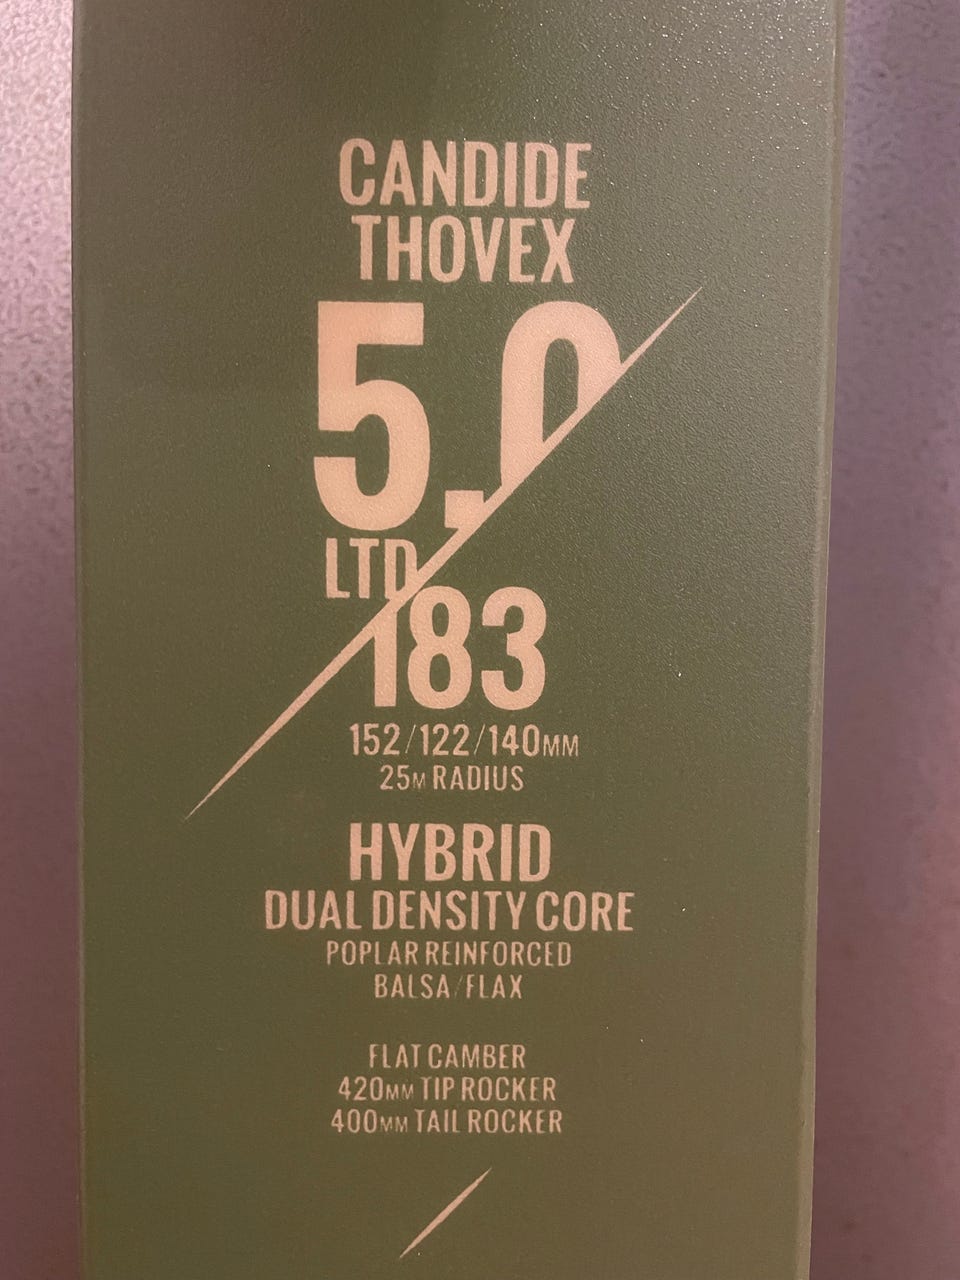 CANDIDE
THOVEX
5.0
LTD
183
152/122/140MM
25M RADIUS
HYBRID
DUAL DENSITY CORE
POPLAR REINFORCED
BALSA/FLAX
FLAT CAMBER
420MM TIP ROCKER
400MM TAIL ROCKER